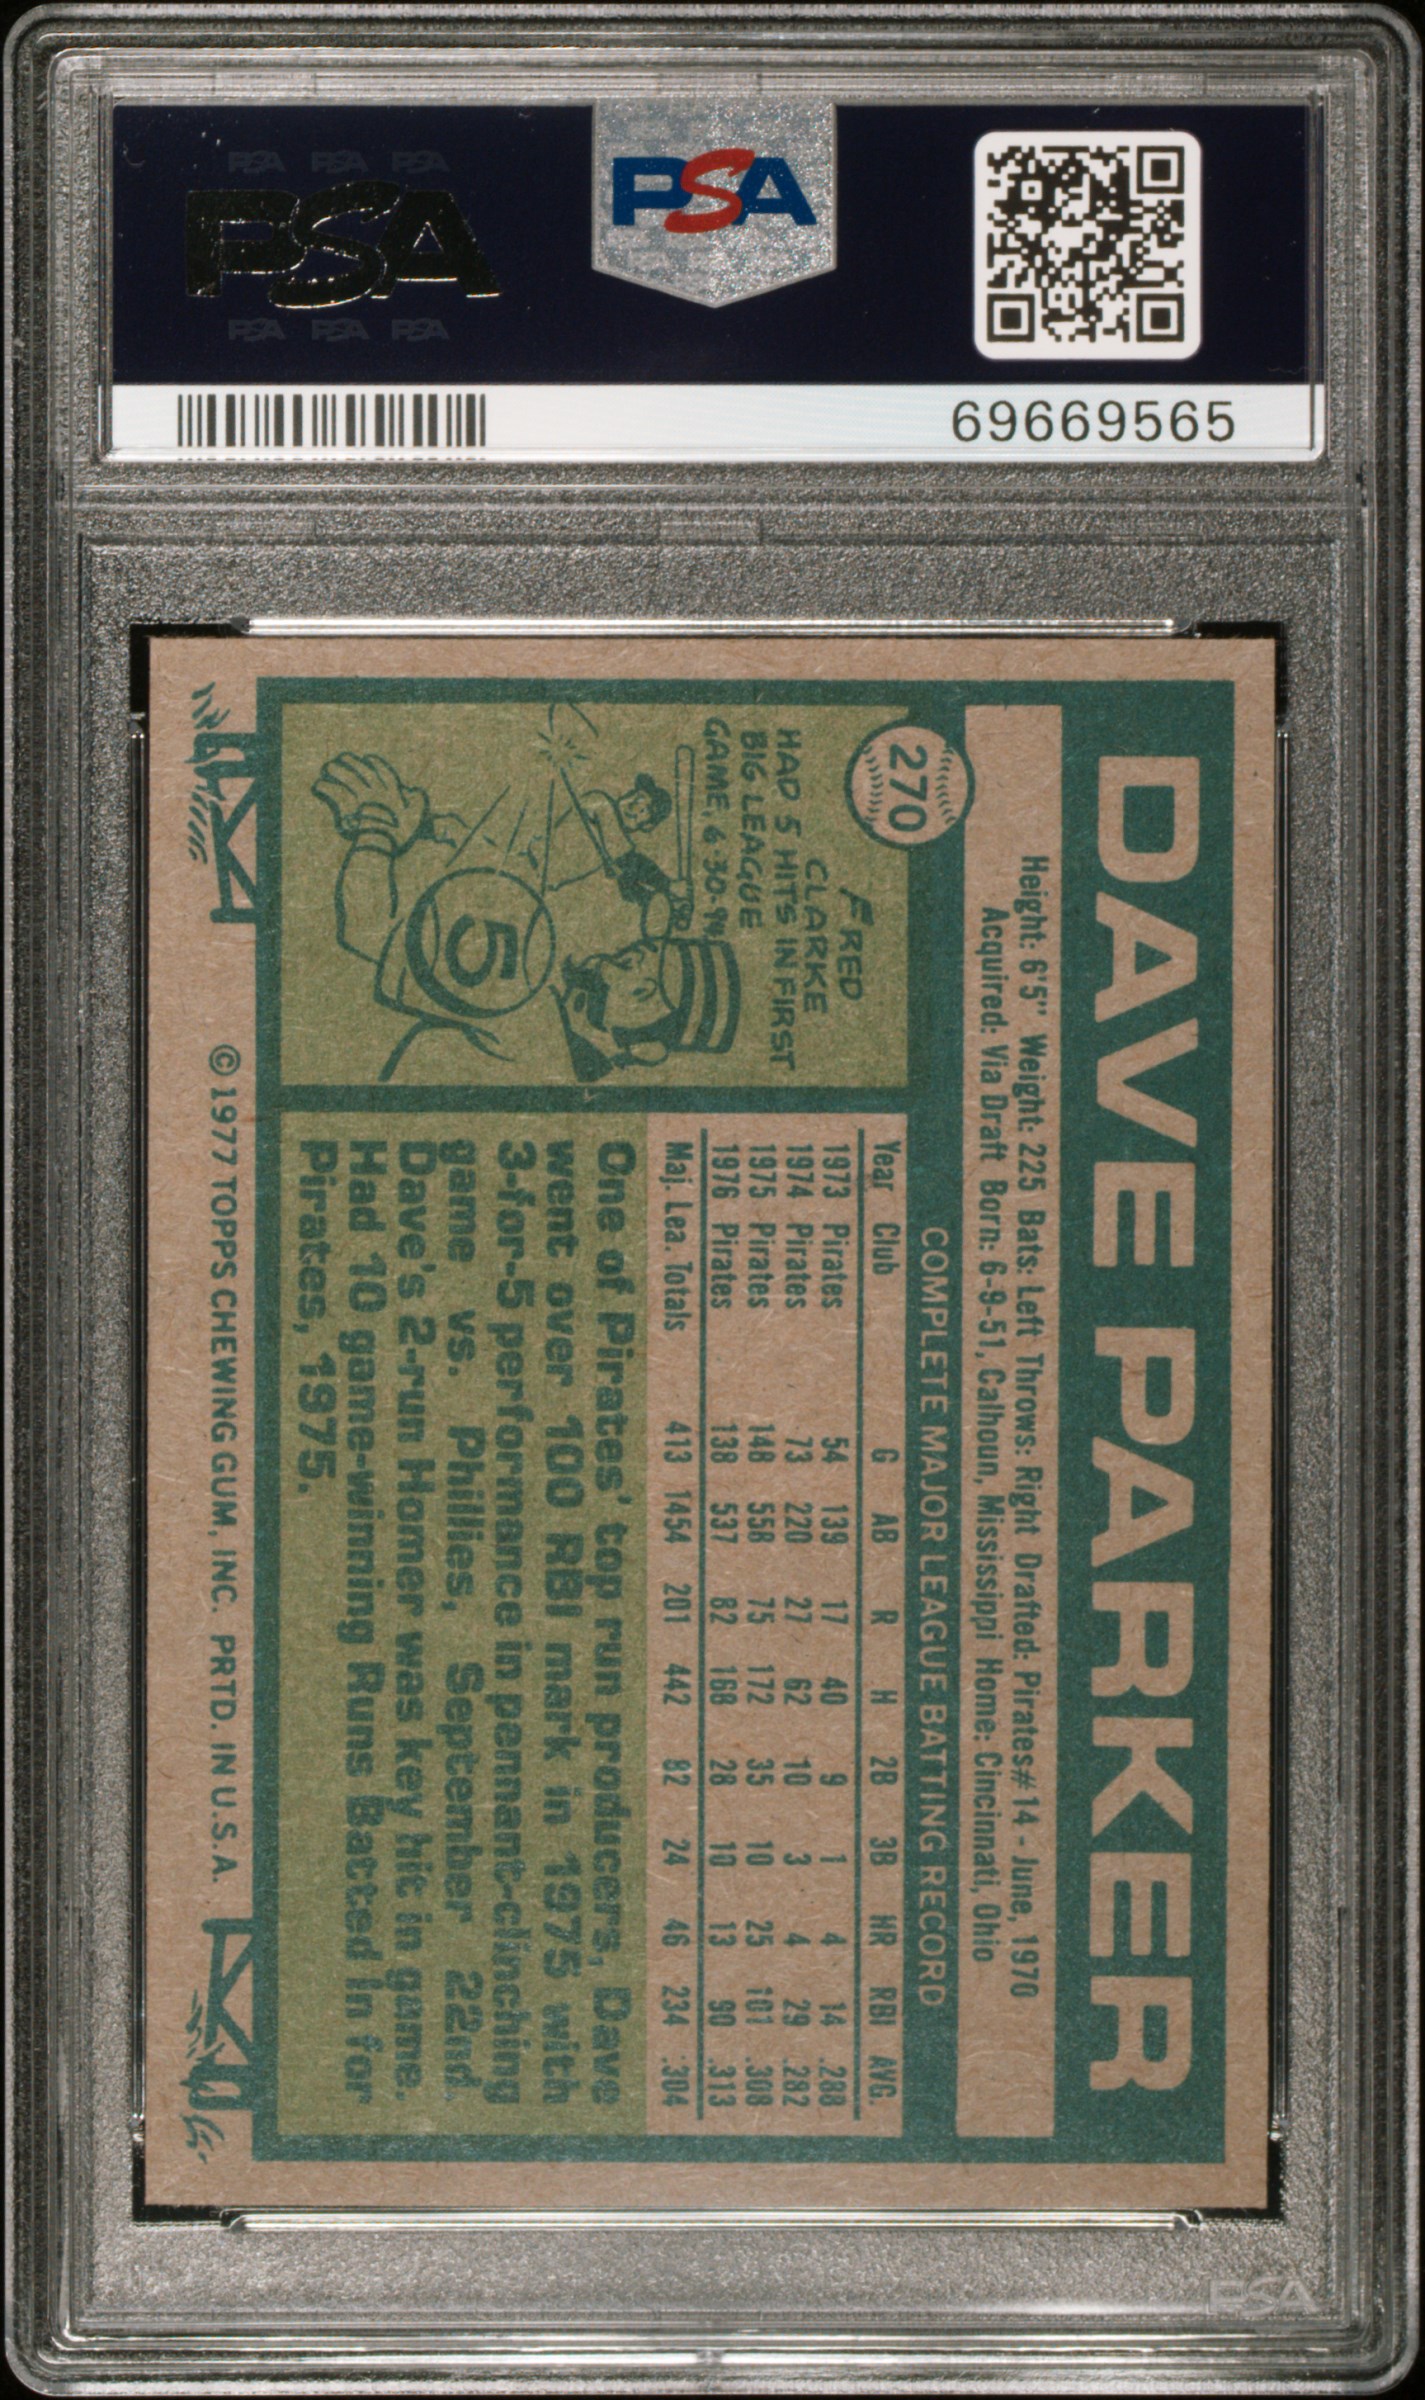 PSA PSA PSA
PSA
PSA PSA PSA
PSA
69669565
DAVE PARKER
Height: 6'5" Weight: 225 Bats: Left Throws: Right Drafted: Pirates #14 - June, 1970
Acquired: Via Draft Born: 6-9-51, Calhoun, Mississippi Home: Cincinnati, Ohio
270
FRED
CLARKE
HAD 5 HITS IN FIRST
BIG LEAGUE
GAME, 6-30-94
5
COMPLETE MAJOR LEAGUE BATTING RECORD
Year Club G AB R H 2B 3B HR RBI AVG.
1973 Pirates 54 139 17 40 9 1 4 14 .288
1974 Pirates 73 220 27 62 10 3 4 29 .282
1975 Pirates 148 558 75 172 35 10 25 101 .308
1976 Pirates 138 537 82 168 28 10 13 90 .313
Maj. Lea. Totals 413 1454 201 442 82 24 46 234 .304
One of Pirates' top run producers, Dave
went over 100 RBI mark in 1975 with
3-for-5 performance in pennant-clinching
game vs. Phillies, September 22nd.
Dave's 2-run Homer was key hit in game.
Had 10 game-winning Runs Batted In for
Pirates, 1975.
©1977 TOPPS CHEWING GUM, INC. PRTD. IN U.S.A.
PSA